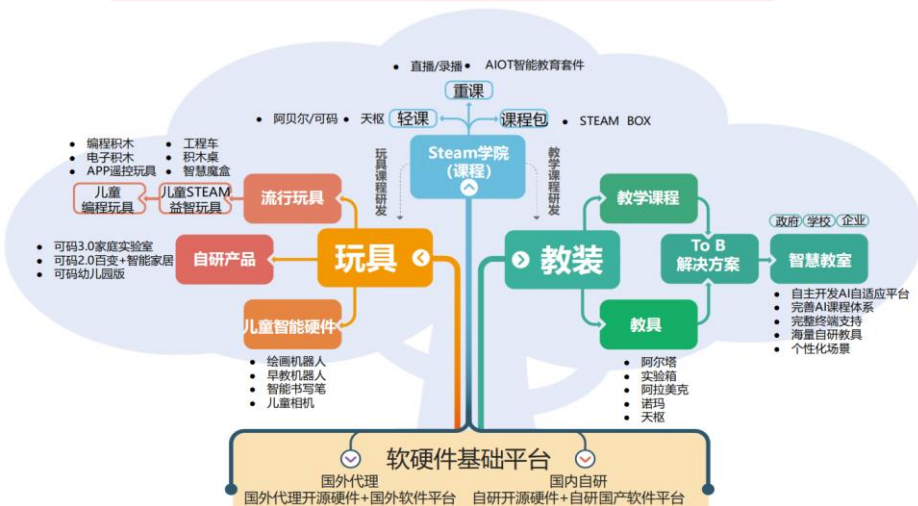 直播/录播
AIOT智能教育套件
重课
阿贝尔/可码
天枢
轻课
课程包
STEAM BOX
Steam学院
(课程)
玩具课程研发
教学课程研发
编程积木
电子积木
APP遥控玩具
工程车
积木桌
智慧魔盒
儿童
编程玩具
儿童STEAM
益智玩具
流行玩具
可码3.0家庭实验室
可码2.0百变+智能家居
可码幼儿园版
自研产品
玩具
儿童智能硬件
绘画机器人
早教机器人
智能书写笔
儿童相机
教装
教学课程
教具
阿尔塔
实验箱
阿拉美克
诺玛
天枢
To B
解决方案
政府
学校
企业
智慧教室
自主开发AI自适应平台
完善AI课程体系
完整终端支持
海量自研教具
个性化场景
软硬件基础平台
国外代理
国外代理开源硬件+国外软件平台
国内自研
自研开源硬件+自研国产软件平台